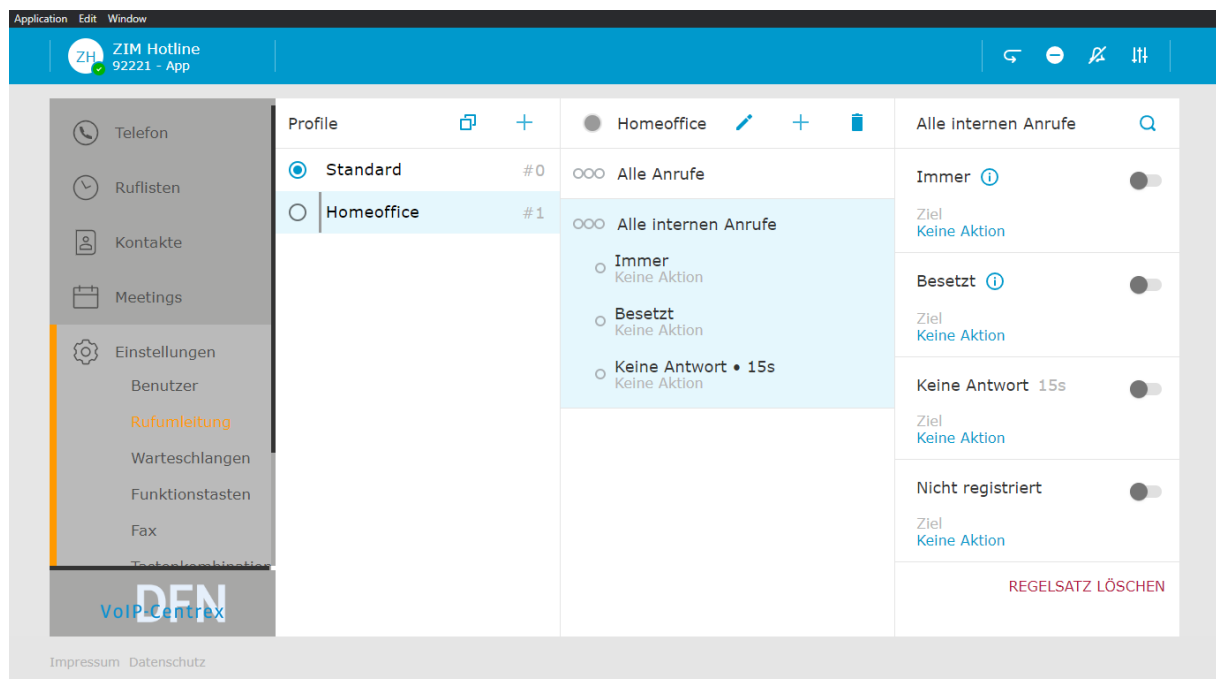 Application Edit Window
ZH
ZIM Hotline
92221 - App
Telefon
Ruflisten
Kontakte
Meetings
Einstellungen
Benutzer
Rufumleitung
Warteschlangen
Funktionstasten
Fax
Tastenkombination
DFN
VoIP-Centrex
Profile
Standard #0
Homeoffice #1
Homeoffice
Alle Anrufe
Alle internen Anrufe
Immer
Keine Aktion
Besetzt
Keine Aktion
Keine Antwort • 15s
Keine Aktion
Alle internen Anrufe
Immer
Ziel
Keine Aktion
Besetzt
Ziel
Keine Aktion
Keine Antwort 15s
Ziel
Keine Aktion
Nicht registriert
Ziel
Keine Aktion
REGELSATZ LÖSCHEN
Impressum Datenschutz